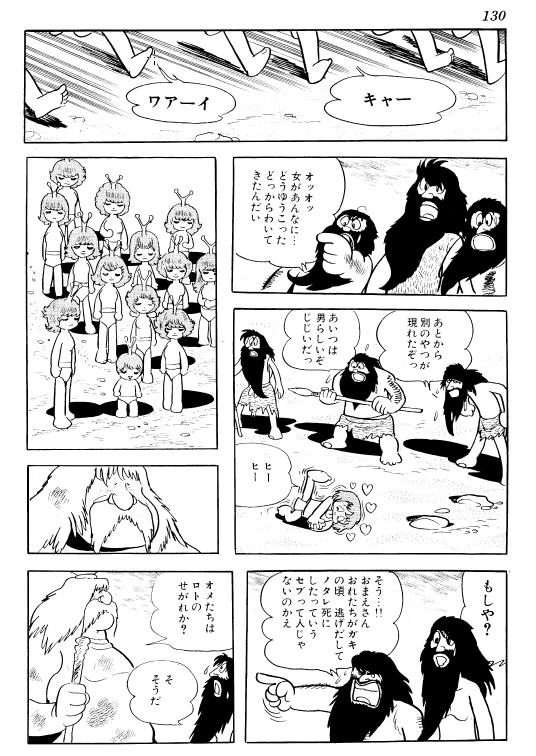 130
キャー
ワアーイ
オッオッ
女があんなに…
どうゆうこった
どっからわいて
きたんだい
あとから
別のやつが
現れたぞっ
あいつは
男らしいぞ
じじいだっ
ヒー
ヒー
もしや?
そう…!!
おまえさん
おれたちがガキ
の頃 逃げだして
ノタレ死に
したっていう
セブって人じゃ
ないのかえ
オメたちは
ロトの
せがれか?
そ
そうだ